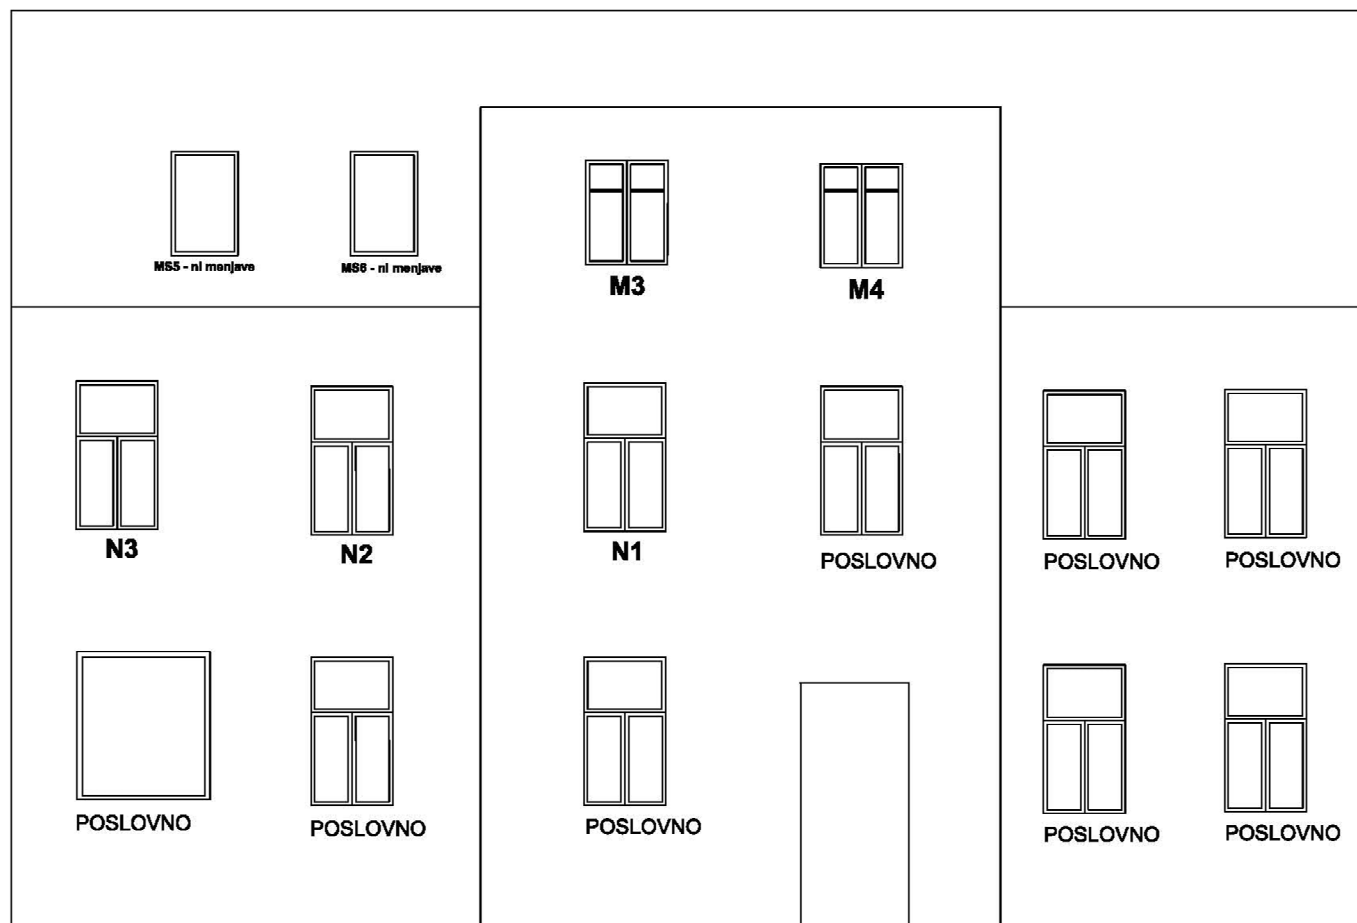 MS5 - ni menjave
MS6 - ni menjave
M3
M4
N3
N2
N1
POSLOVNO
POSLOVNO
POSLOVNO
POSLOVNO
POSLOVNO
POSLOVNO
POSLOVNO
POSLOVNO